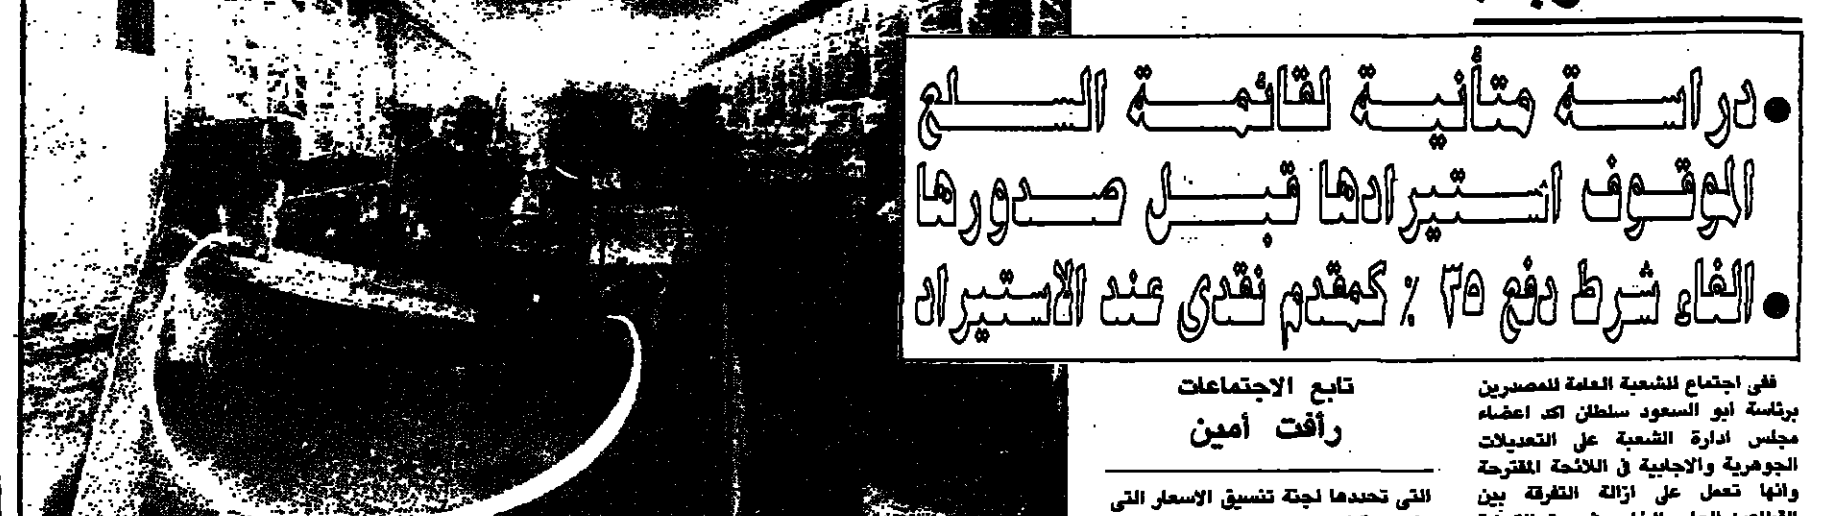 ● دراسة متأنية لقائمة السلع
الموقوف استيرادها قبل صدورها
● الغاء شرط دفع ٣٥ ٪ كمقدم نقدى عند الاستيراد
ففى اجتماع للشعبية العامة للمصدرين
برئاسة ابو السعود سلطان اكد اعضاء
مجلس ادارة الشعبة على التعديلات
الجوهرية والاجابية فى اللائحة المقترحة
وانها تعمل على ازالة التفرقة بين
تابع الاجتماعات
رأفت أمين
التى تحددها لجنة تنسيق الاسعار التى